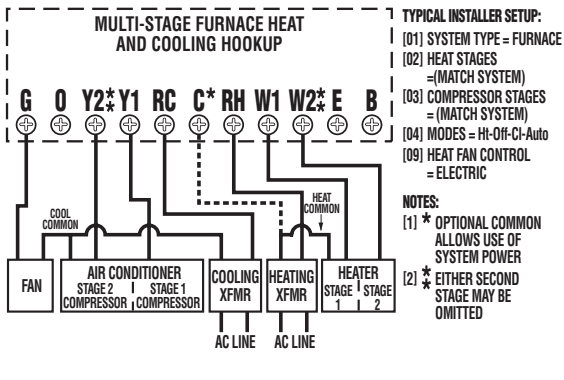 MULTI-STAGE FURNACE HEAT
AND COOLING HOOKUP
G O Y2** Y1 RC C* RH W1 W2** E B
COOL
COMMON
HEAT
COMMON
FAN
AIR CONDITIONER
STAGE 2 | STAGE 1
COMPRESSOR | COMPRESSOR
COOLING
XFMR
HEATING
XFMR
HEATER
STAGE | STAGE
1 | 2
AC LINE
AC LINE
TYPICAL INSTALLER SETUP:
[01] SYSTEM TYPE = FURNACE
[02] HEAT STAGES
=(MATCH SYSTEM)
[03] COMPRESSOR STAGES
= (MATCH SYSTEM)
[04] MODES = Ht-Off-Cl-Auto
[09] HEAT FAN CONTROL
= ELECTRIC
NOTES:
[1] * OPTIONAL COMMON
ALLOWS USE OF
SYSTEM POWER
[2] ** EITHER SECOND
STAGE MAY BE
OMITTED